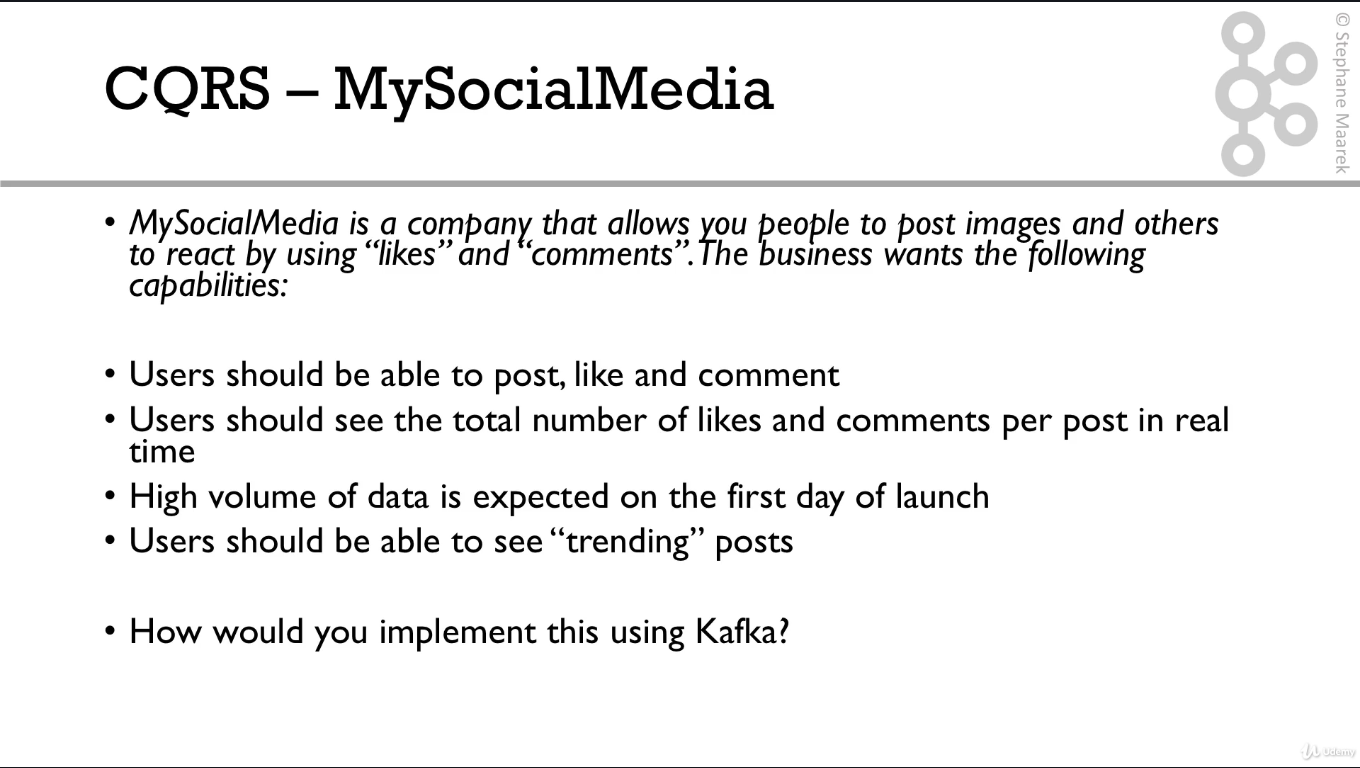 CQRS – MySocialMedia
© Stephane Maarek
• MySocialMedia is a company that allows you people to post images and others
to react by using “likes” and “comments”. The business wants the following
capabilities:
• Users should be able to post, like and comment
• Users should see the total number of likes and comments per post in real
time
• High volume of data is expected on the first day of launch
• Users should be able to see “trending” posts
• How would you implement this using Kafka?
Udemy